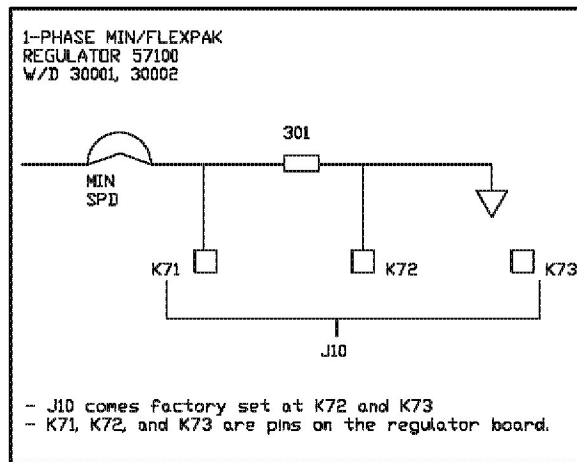 1-PHASE MIN/FLEXPAK
REGULATOR 57100
W/D 30001, 30002
301
MIN
SPD
K71
K72
K73
J10
- J10 comes factory set at K72 and K73
- K71, K72, and K73 are pins on the regulator board.